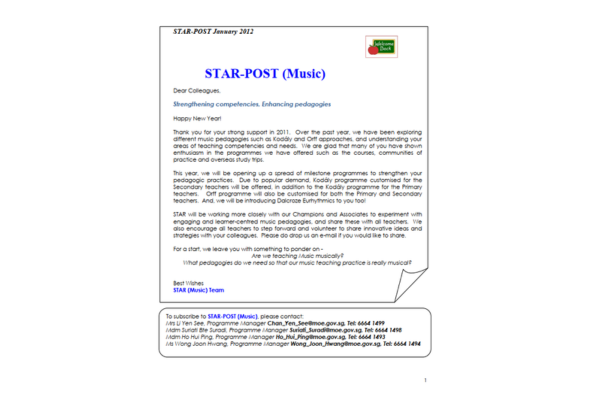 STAR-POST January 2012
Welcome
Back
STAR-POST (Music)
Dear Colleagues,
Strengthening competencies, Enhancing pedagogies
Happy New Year!
Thank you for your strong support in 2011. Over the past year, we have been exploring
different music pedagogies such as Kodály and Orff approaches, and understanding your
areas of teaching competencies and needs. We are glad that many of you have shown
enthusiasm in the programmes we have offered such as the courses, communities of
practice and overseas study trips.
This year, we will be opening up a spread of milestone programmes to strengthen your
pedagogic practices. Due to popular demand, Kodály programme customised for the
Secondary teachers will be offered, in addition to the Kodály programme for the Primary
teachers. Orff programme will also be customised for both the Primary and Secondary
teachers. And, we will be introducing Dalcroze Eurhythmics to you too!
STAR will be working more closely with our Champions and Associates to experiment with
engaging and learner-centred music pedagogies, and share these with all teachers. We
also encourage all teachers to step forward and volunteer to share innovative ideas and
strategies with your colleagues. Please do drop us an e-mail if you would like to share.
For a start, we leave you with something to ponder on -
Are we teaching Music musically?
What pedagogies do we need so that our music teaching practice is really musical?
Best Wishes
STAR (Music) Team
To subscribe to STAR-POST (Music), please contact:
Mrs Li Yen See, Programme Manager Chan_Yen_See@moe.gov.sg, Tel: 6664 1499
Mdm Suriati Bte Suradi, Programme Manager Suriati_Suradi@moe.gov.sg, Tel: 6664 1498
Mdm Ho Hui Ping, Programme Manager Ho_Hui_Ping@moe.gov.sg, Tel: 6664 1493
Ms Wong Joon Hwang, Programme Manager Wong_Joon_Hwang@moe.gov.sg, Tel: 6664 1494
1